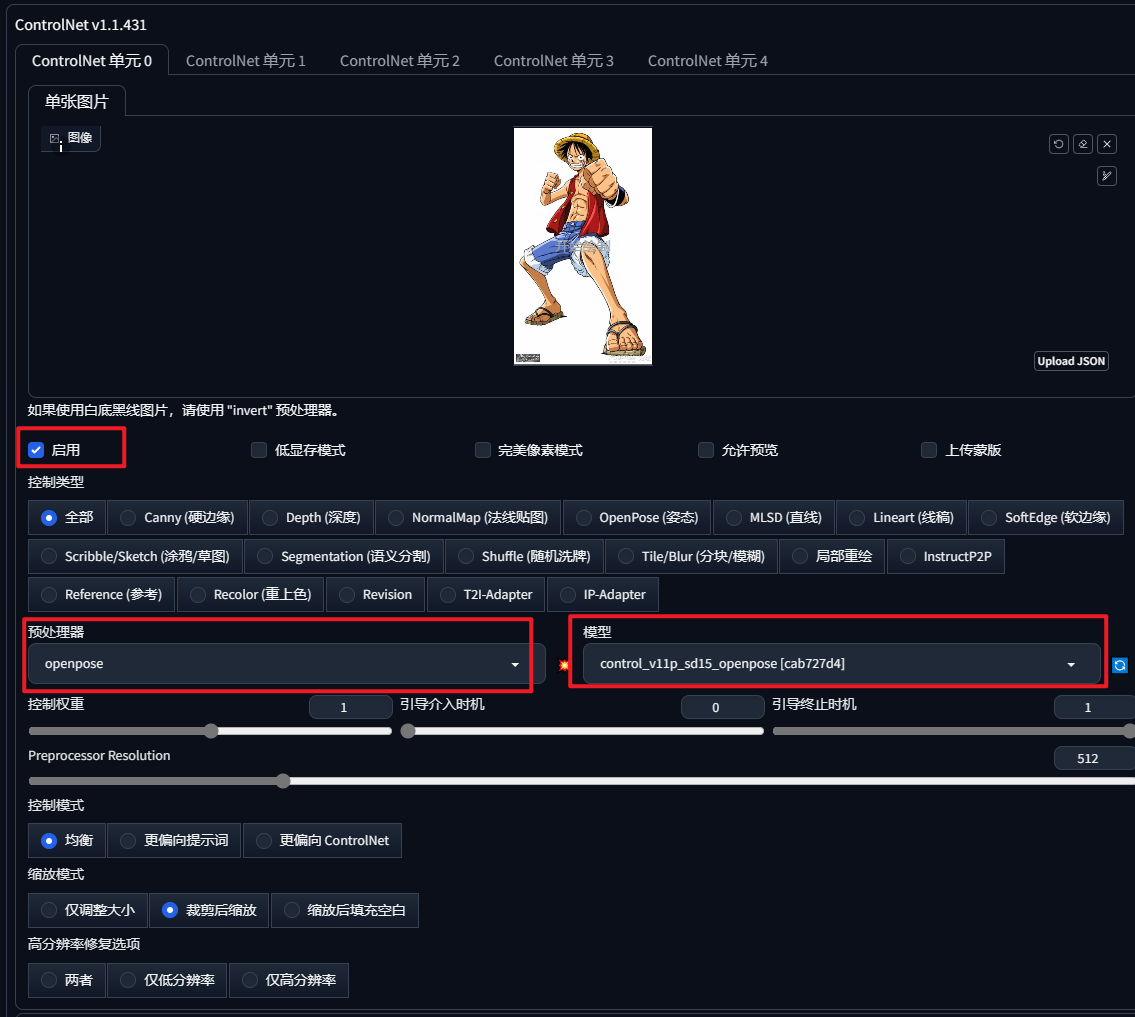 ControlNet v1.1.431
ControlNet 单元 0 ControlNet 单元 1 ControlNet 单元 2 ControlNet 单元 3 ControlNet 单元 4
单张图片
图像
Upload JSON
如果使用白底黑线图片，请使用 "invert" 预处理器。
启用 低显存模式 完美像素模式 允许预览 上传蒙版
控制类型
全部 Canny (硬边缘) Depth (深度) NormalMap (法线贴图) OpenPose (姿态) MLSD (直线) Lineart (线稿) SoftEdge (软边缘)
Scribble/Sketch (涂鸦/草图) Segmentation (语义分割) Shuffle (随机洗牌) Tile/Blur (分块/模糊) 局部重绘 InstructP2P
Reference (参考) Recolor (重上色) Revision T2I-Adapter IP-Adapter
预处理器 模型
openpose control_v11p_sd15_openpose [cab727d4]
控制权重 1 引导介入时机 0 引导终止时机 1
Preprocessor Resolution 512
控制模式
均衡 更偏向提示词 更偏向 ControlNet
缩放模式
仅调整大小 裁剪后缩放 缩放后填充空白
高分辨率修复选项
两者 仅低分辨率 仅高分辨率